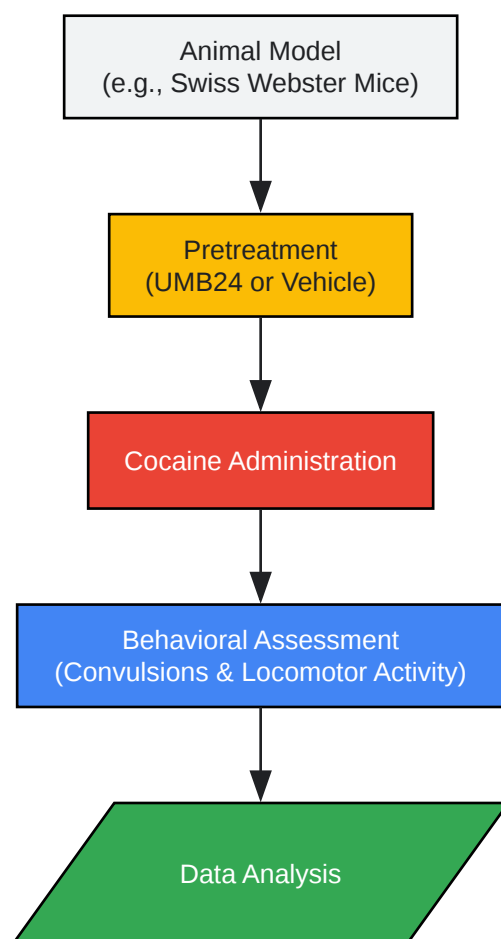 Animal Model
(e.g., Swiss Webster Mice)
Pretreatment
(UMB24 or Vehicle)
Cocaine Administration
Behavioral Assessment
(Convulsions & Locomotor Activity)
Data Analysis